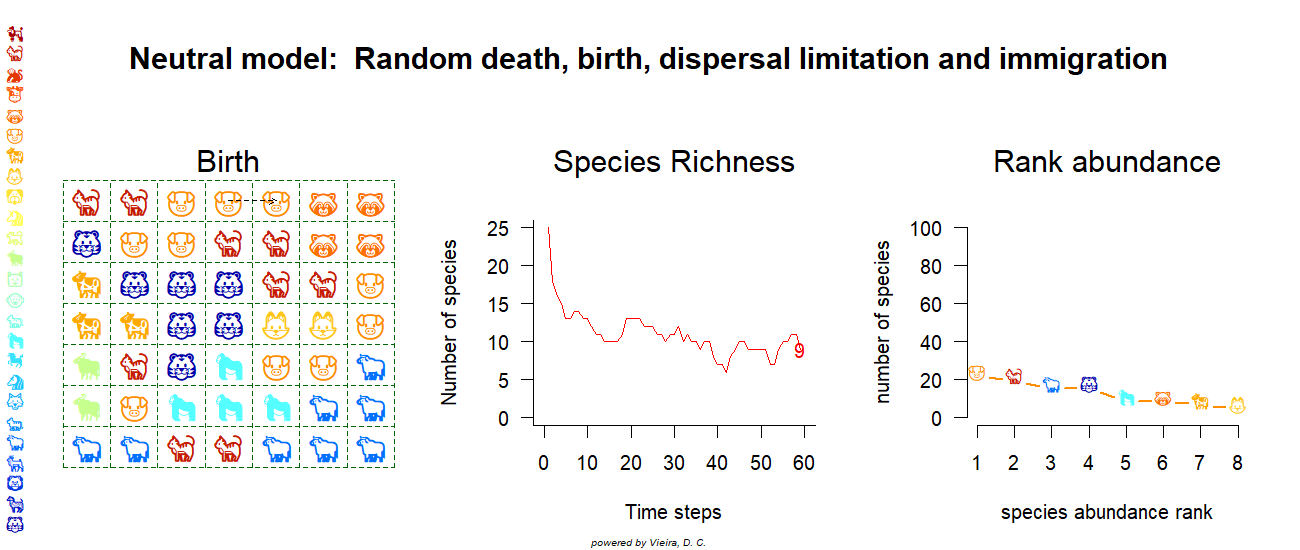 Neutral model:  Random death, birth, dispersal limitation and immigration
Birth
Species Richness
Number of species
25
20
15
10
5
0
9
0 10 20 30 40 50 60
Time steps
Rank abundance
number of species
100
80
60
40
20
0
1 2 3 4 5 6 7 8
species abundance rank
powered by Vieira, D. C.